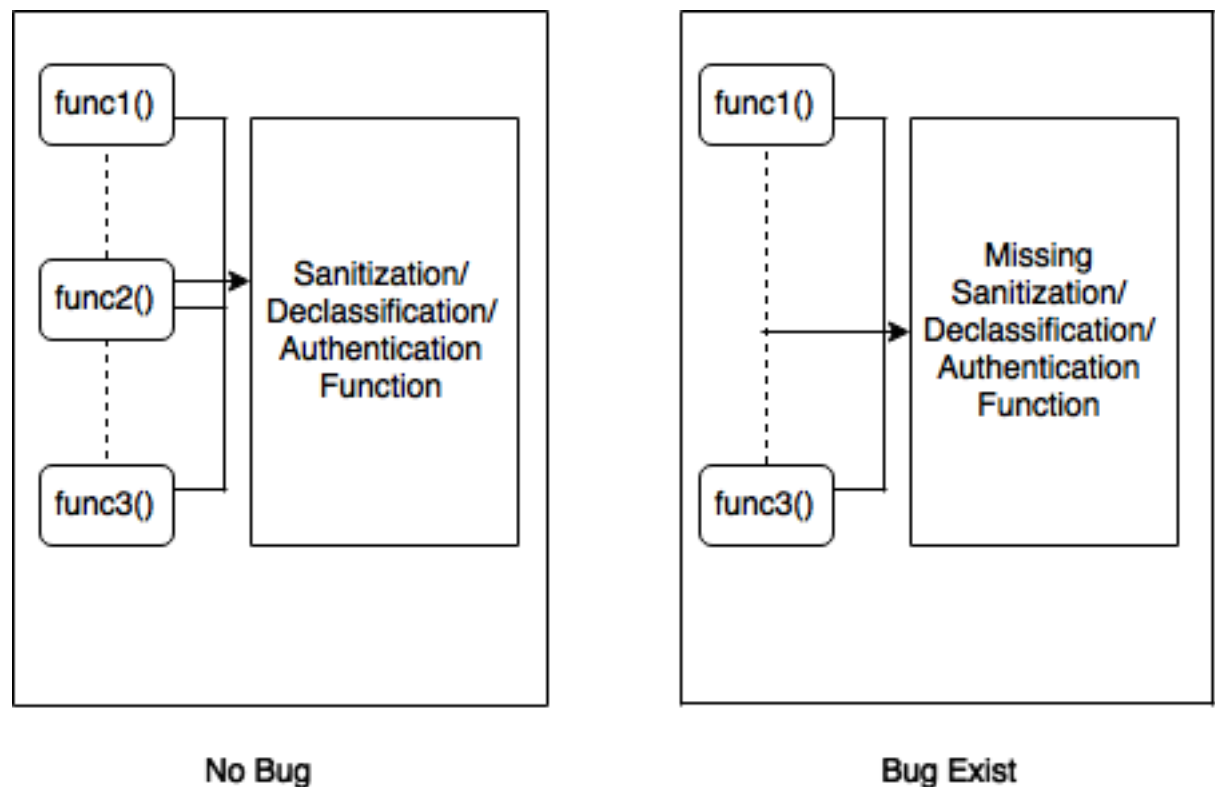 func1()
func2()
func3()
Sanitization/
Declassification/
Authentication
Function
No Bug
func1()
func3()
Missing
Sanitization/
Declassification/
Authentication
Function
Bug Exist